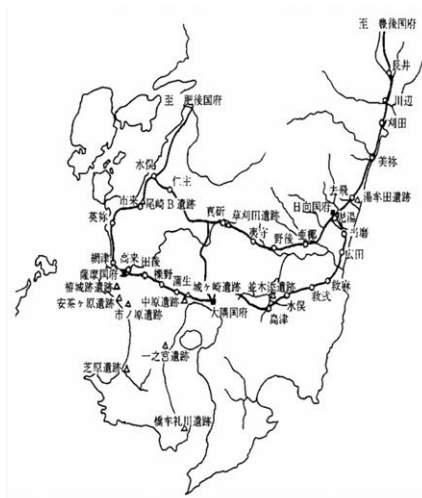 至 豊後国府
長井
川辺
刈田
美祢
去飛
湯牟田遺跡
日向国府
児湯
当磨
広田
救麻
救弐
水俣
島津
並木添遺跡
亜椰
野後
夷守
草刈田遺跡
真斫
至 肥後国府
水俣
仁王
市来
尾崎B遺跡
英祢
網津
高来
田後
薩摩国府
櫟野
蒲生
城ヶ崎遺跡
大隅国府
中原遺跡
椿城跡遺跡
安茶ヶ原遺跡
市ノ原遺跡
一之宮遺跡
芝原遺跡
橋牟礼川遺跡